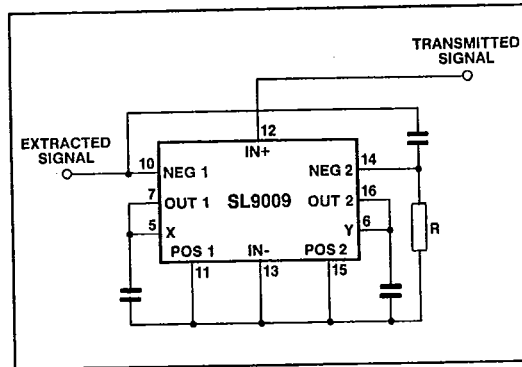 TRANSMITTED
SIGNAL
12
IN+
EXTRACTED
SIGNAL
10
NEG 1
NEG 2
14
7
OUT 1
SL9009
OUT 2
16
5
X
Y
6
R
POS 1
IN-
POS 2
11
13
15